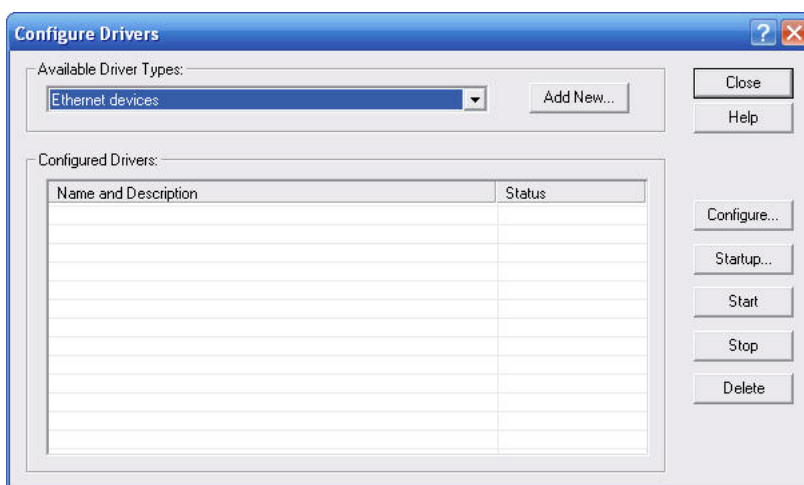 Configure Drivers
Available Driver Types:
Ethernet devices
Add New...
Close
Help
Configured Drivers:
Name and Description
Status
Configure...
Startup...
Start
Stop
Delete